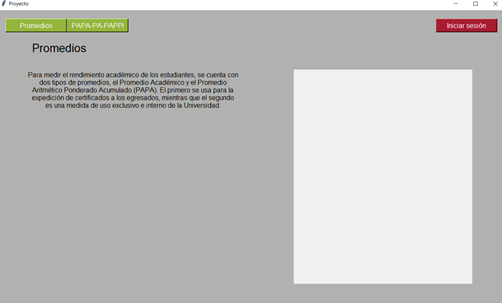 Proyecto
Promedios
PAPA-PA-PAPPI
Iniciar sesión
Promedios
Para medir el rendimiento académico de los estudiantes, se cuenta con
dos tipos de promedios, el Promedio Académico y el Promedio
Aritmético Ponderado Acumulado (PAPA). El primero se usa para la
expedición de certificados a los egresados, mientras que el segundo
es una medida de uso exclusivo e interno de la Universidad.